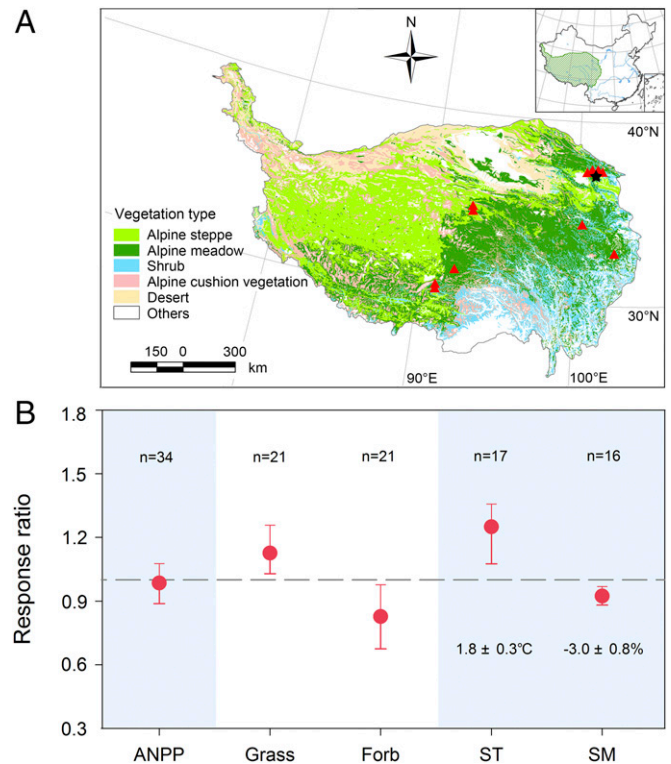 A
N
40°N
Vegetation type
Alpine steppe
Alpine meadow
Shrub
Alpine cushion vegetation
Desert
Others
30°N
150 0 300
km
90°E
100°E
B
1.8
n=34
n=21
n=21
n=17
n=16
1.5
1.2
0.9
0.6
0.3
Response ratio
1.8 ± 0.3℃
-3.0 ± 0.8%
ANPP
Grass
Forb
ST
SM